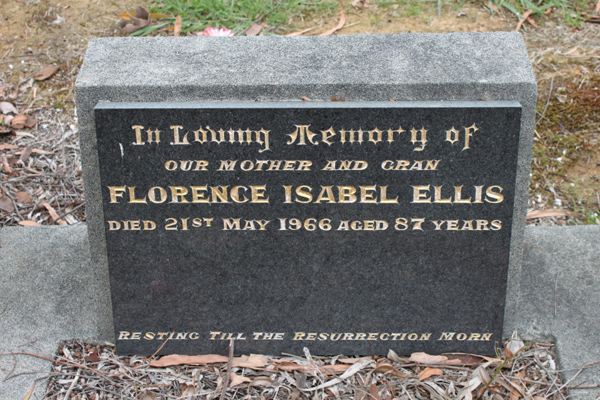 In Loving Memory of
OUR MOTHER AND GRAN
FLORENCE ISABEL ELLIS
DIED 21ST MAY 1966 AGED 87 YEARS
RESTING TILL THE RESURRECTION MORN